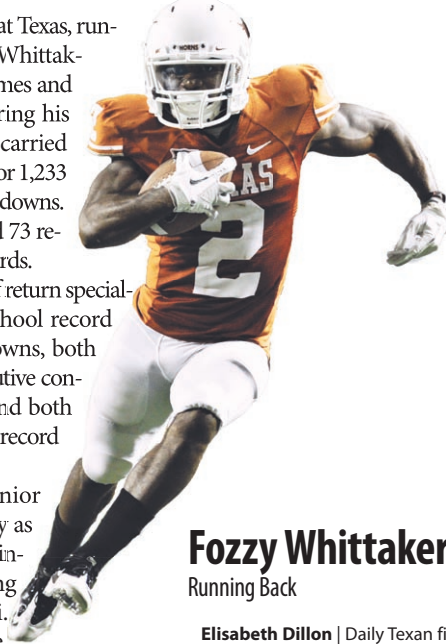 at Texas, run-
Whittak-
mes and
ring his
carried
or 1,233
downs.
l 73 re-
rds.
f return special-
hool record
owns, both
utive con-
nd both
record
nior
y as
in-
ng
i.
HORNS
XAS
2
Fozzy Whittaker
Running Back
Elisabeth Dillon | Daily Texan fi